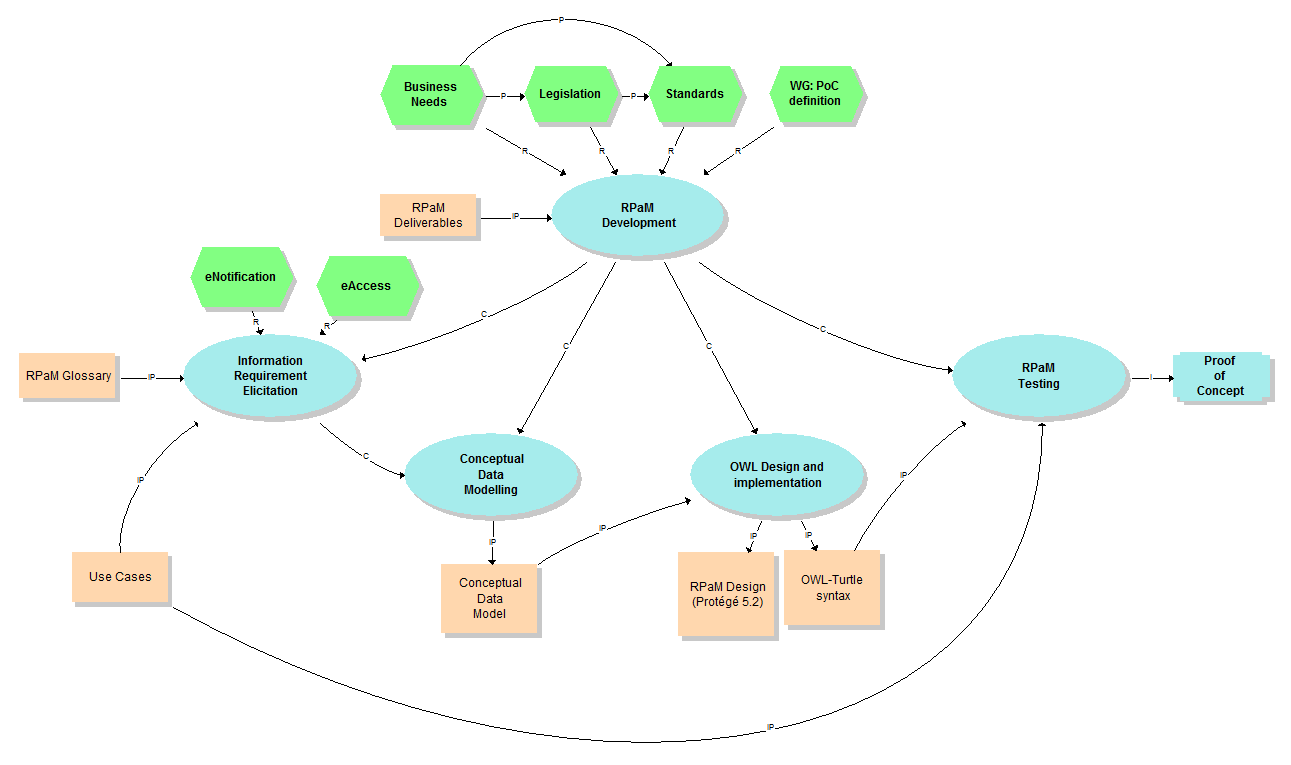 P
Business
Needs
P
Legislation
P
Standards
WG: PoC
definition
R
R
R
R
RPaM
Deliverables
IP
RPaM
Development
eNotification
eAccess
R
R
C
C
C
C
RPaM Glossary
IP
Information
Requirement
Elicitation
RPaM
Testing
I
Proof
of
Concept
C
IP
Conceptual
Data
Modelling
OWL Design and
implementation
IP
IP
IP
IP
IP
Use Cases
Conceptual
Data
Model
RPaM Design
(Protégé 5.2)
OWL-Turtle
syntax
IP